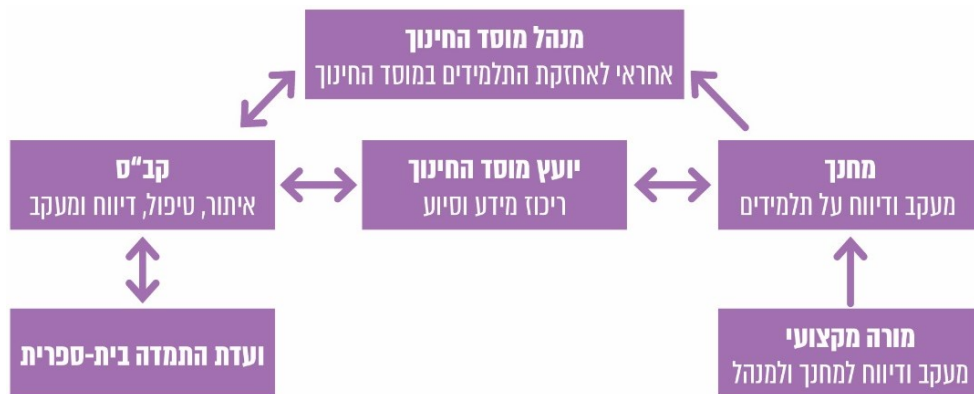 מנהל מוסד החינוך
אחראי לאחזקת התלמידים במוסד החינוך
מחנך
מעקב ודיווח על תלמידים
יועץ מוסד החינוך
ריכוז מידע וסיוע
קב"ס
איתור, טיפול, דיווח ומעקב
מורה מקצועי
מעקב ודיווח למחנך ולמנהל
ועדת התמדה בית-ספרית